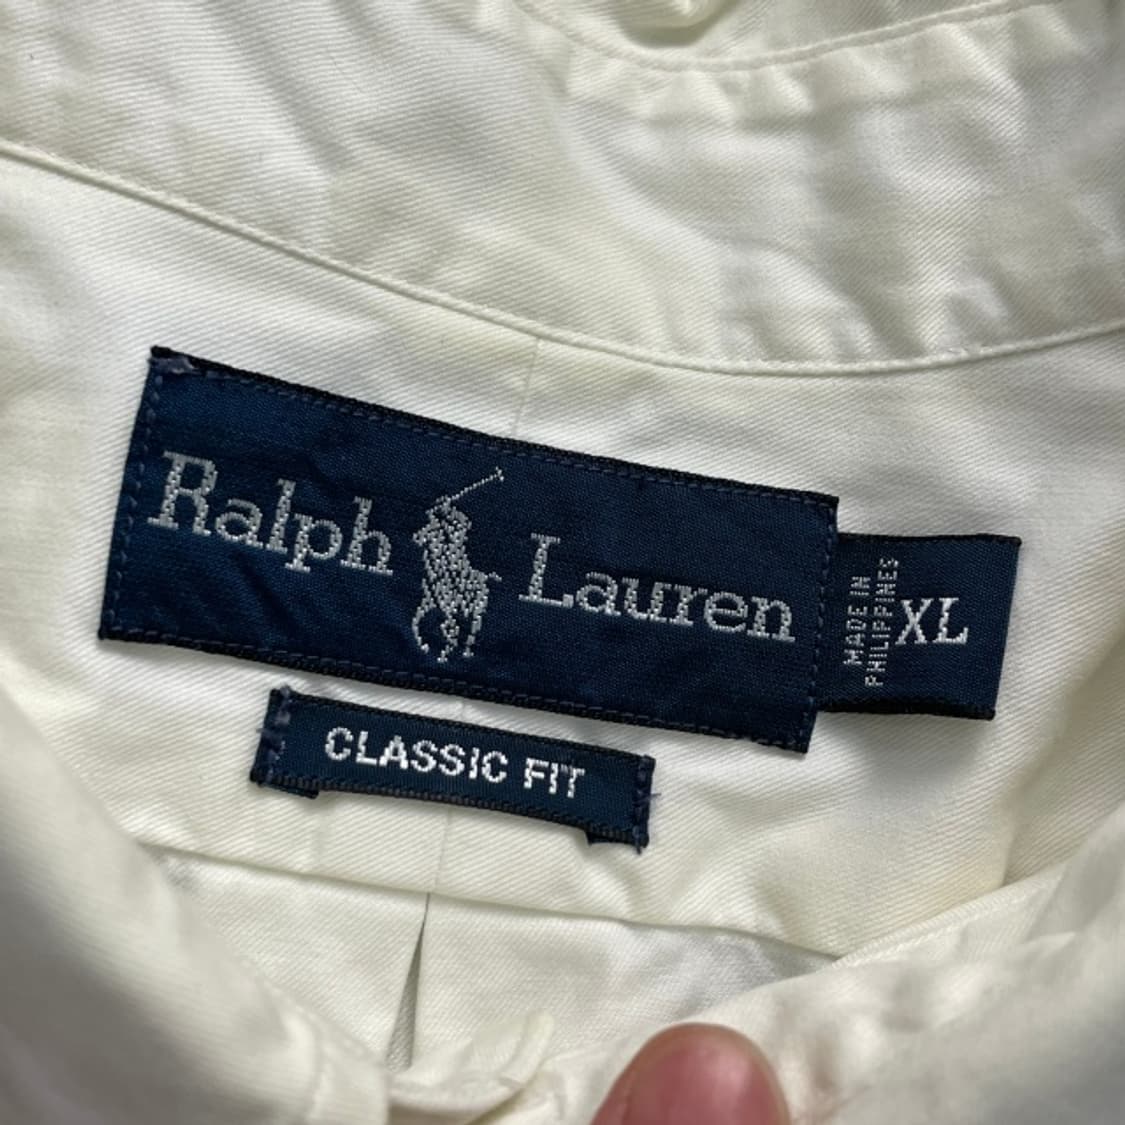 Ralph Lauren
MADE IN
PHILIPPINES
XL
CLASSIC FIT